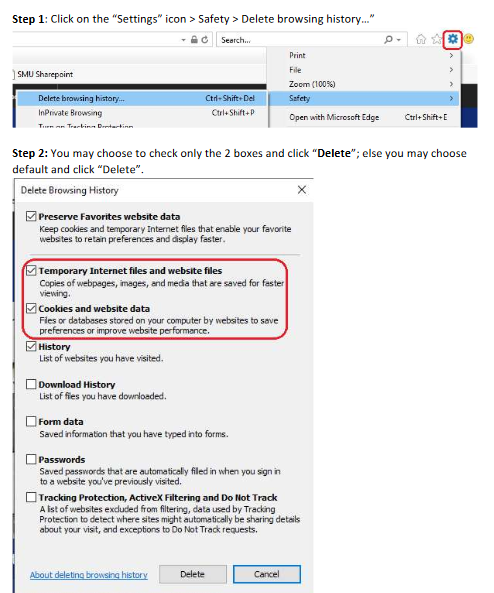 Step 1: Click on the “Settings” icon > Safety > Delete browsing history…”
Search...
Print
File
SMU Sharepoint
Zoom (100%)
Delete browsing history... Ctrl+Shift+Del
Safety
InPrivate Browsing Ctrl+Shift+P
Open with Microsoft Edge Ctrl+Shift+E
Turn on Tracking Protection
Step 2: You may choose to check only the 2 boxes and click “Delete”; else you may choose
default and click “Delete”.
Delete Browsing History
Preserve Favorites website data
Keep cookies and temporary Internet files that enable your favorite
websites to retain preferences and display faster.
Temporary Internet files and website files
Copies of webpages, images, and media that are saved for faster
viewing.
Cookies and website data
Files or databases stored on your computer by websites to save
preferences or improve website performance.
History
List of websites you have visited.
Download History
List of files you have downloaded.
Form data
Saved information that you have typed into forms.
Passwords
Saved passwords that are automatically filled in when you sign in
to a website you've previously visited.
Tracking Protection, ActiveX Filtering and Do Not Track
A list of websites excluded from filtering, data used by Tracking
Protection to detect where sites might automatically be sharing details
about your visit, and exceptions to Do Not Track requests.
About deleting browsing history
Delete
Cancel